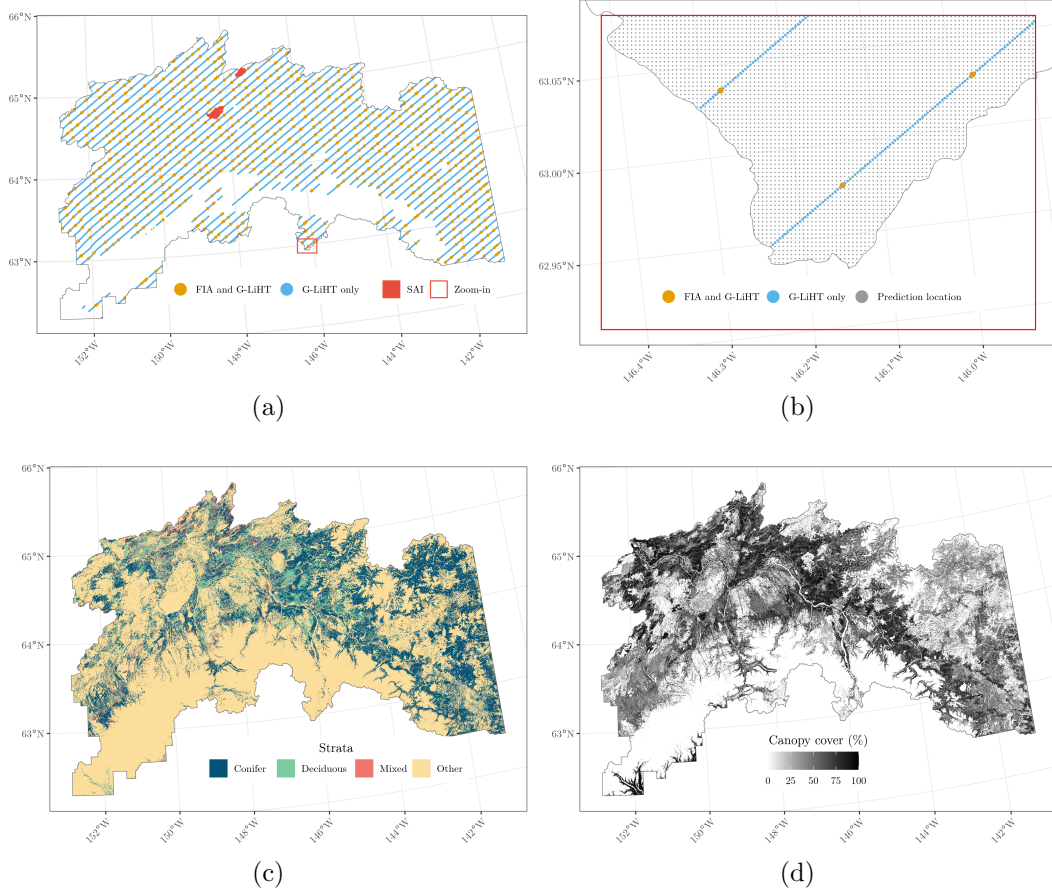 66°N
65°N
64°N
63°N
FIA and G-LiHT G-LiHT only SAI Zoom-in
152°W 150°W 148°W 146°W 144°W 142°W
(a)
63.05°N
63.00°N
62.95°N
FIA and G-LiHT G-LiHT only Prediction location
146.4°W 146.3°W 146.2°W 146.1°W 146.0°W
(b)
66°N
65°N
64°N
63°N
Strata
Conifer Deciduous Mixed Other
152°W 150°W 148°W 146°W 144°W 142°W
(c)
66°N
65°N
64°N
63°N
Canopy cover (%)
0 25 50 75 100
152°W 150°W 148°W 146°W 144°W 142°W
(d)